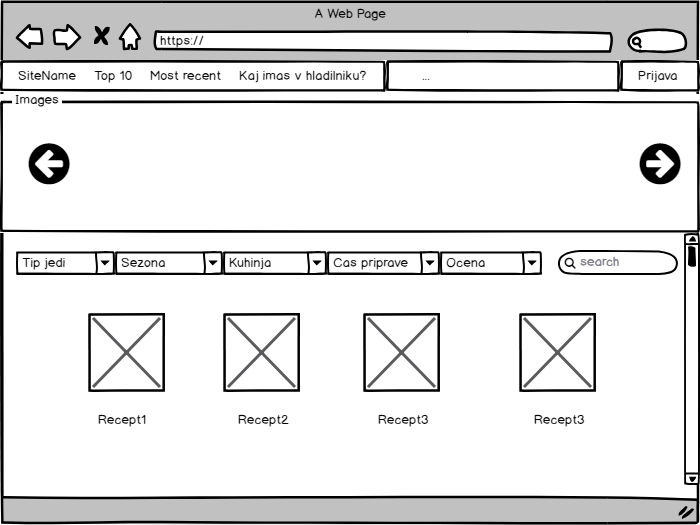 A Web Page
https://
SiteName Top 10 Most recent Kaj imas v hladilniku? ... Prijava
Images
Tip jedi Sezona Kuhinja Cas priprave Ocena search
Recept1 Recept2 Recept3 Recept3